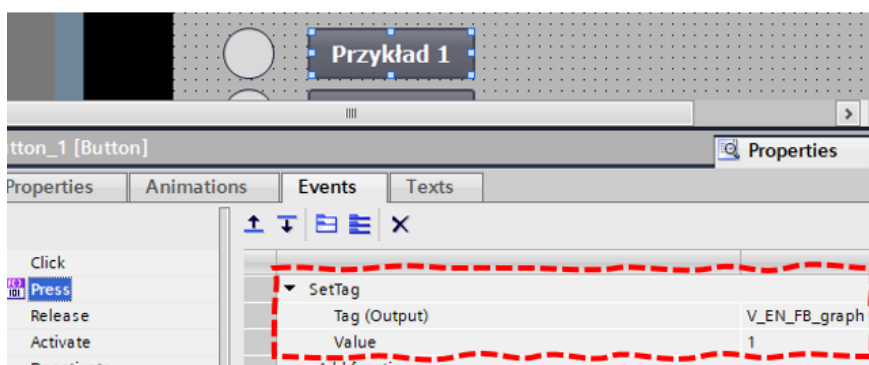 Przykład 1
tton_1 [Button]
Properties
Properties Animations Events Texts
Click
Press
Release
Activate
SetTag
Tag (Output) V_EN_FB_graph
Value 1